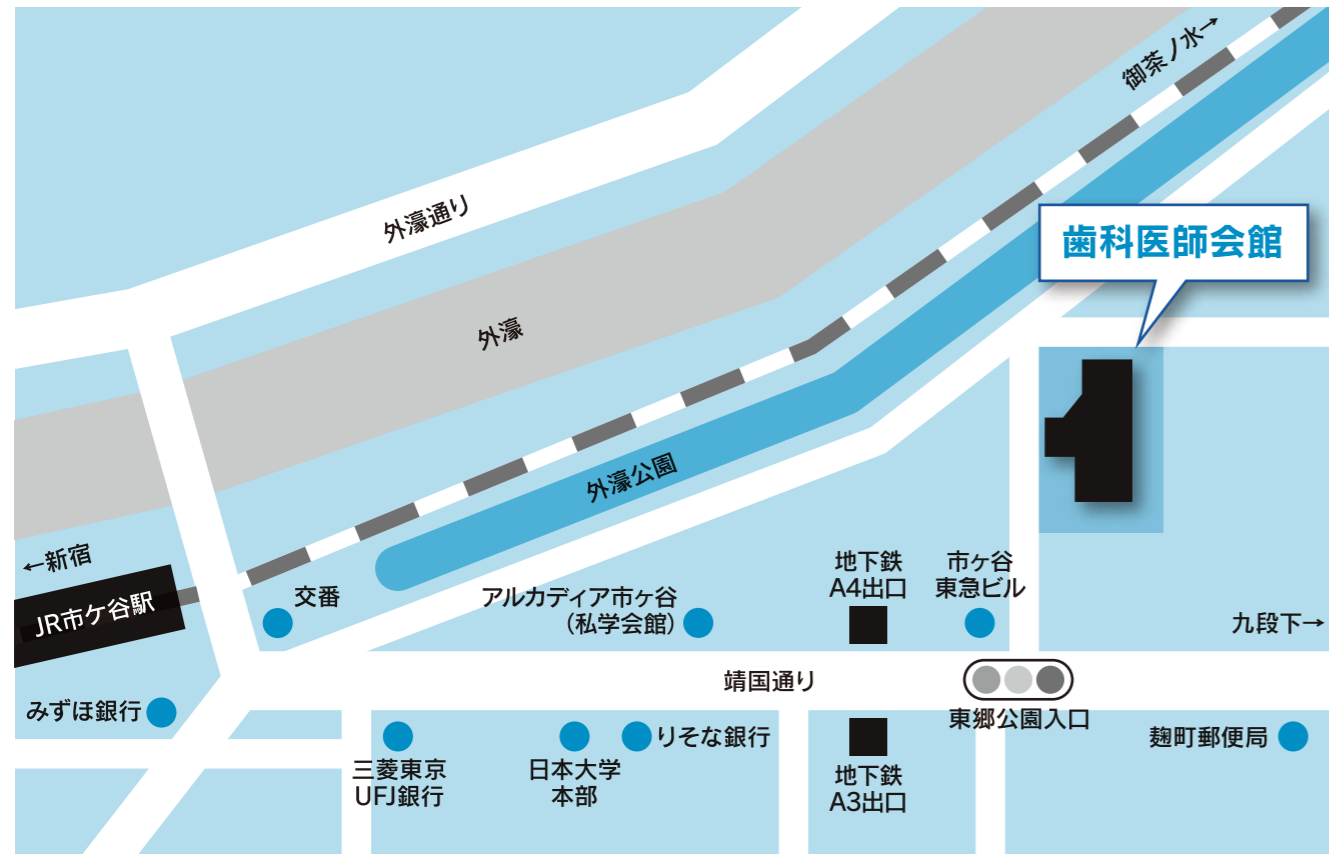 御茶ノ水→
外濠通り
歯科医師会館
外濠
外濠公園
←新宿
JR市ケ谷駅
交番
アルカディア市ヶ谷
(私学会館)
地下鉄
A4出口
市ヶ谷
東急ビル
九段下→
靖国通り
みずほ銀行
東郷公園入口
三菱東京
UFJ銀行
日本大学
本部
りそな銀行
地下鉄
A3出口
麹町郵便局